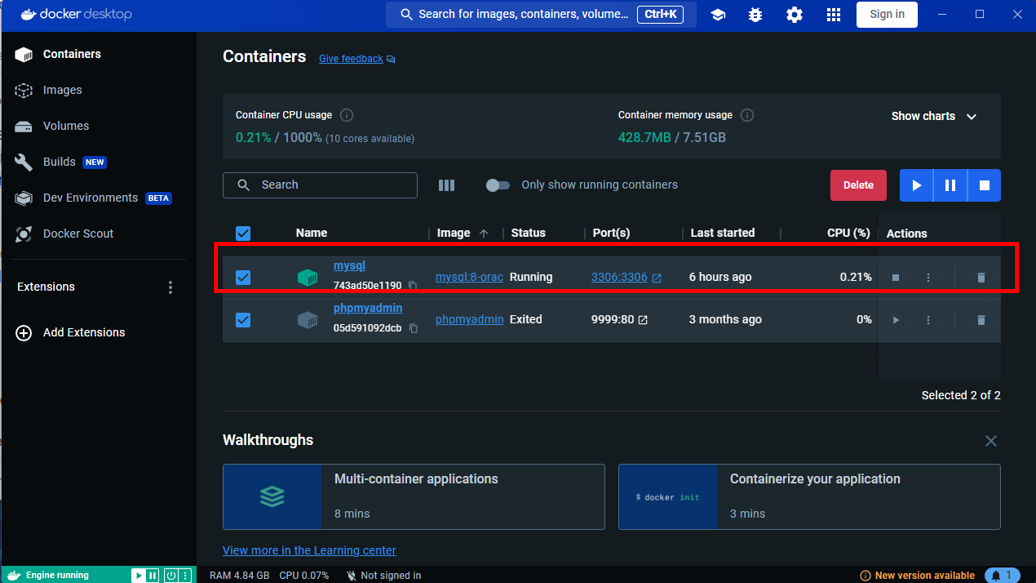 docker desktop
Search for images, containers, volume...
Ctrl+K
Sign in
Containers
Images
Volumes
Builds NEW
Dev Environments BETA
Docker Scout
Extensions
Add Extensions
Containers Give feedback
Container CPU usage
0.21% / 1000% (10 cores available)
Container memory usage
428.7MB / 7.51GB
Show charts
Search
Only show running containers
Delete
Name Image Status Port(s) Last started CPU (%) Actions
mysql
743ad50e1190
mysql:8-orac Running 3306:3306 6 hours ago 0.21%
phpmyadmin
05d591092dcb
phpmyadmin Exited 9999:80 3 months ago 0%
Selected 2 of 2
Walkthroughs
Multi-container applications
8 mins
$ docker init
Containerize your application
3 mins
View more in the Learning center
Engine running
RAM 4.84 GB CPU 0.07% Not signed in
New version available
1